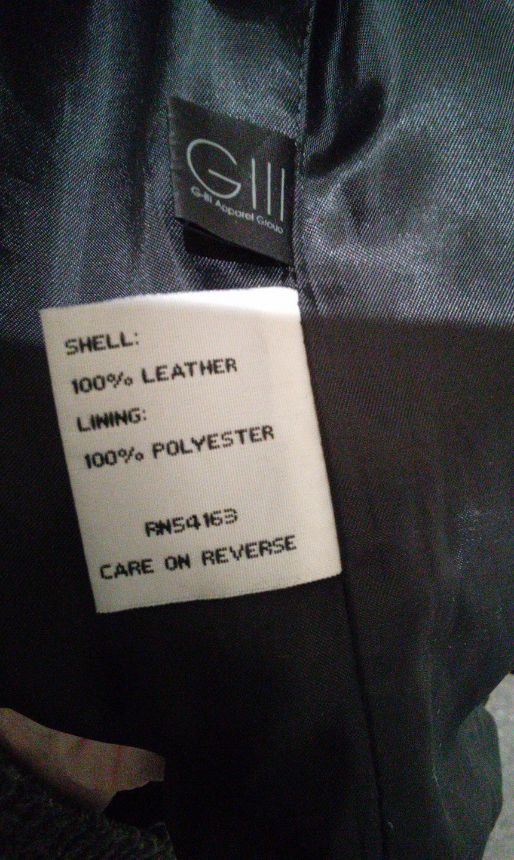 GIII
G-III Apparel Group
SHELL:
100% LEATHER
LINING:
100% POLYESTER
RN54163
CARE ON REVERSE